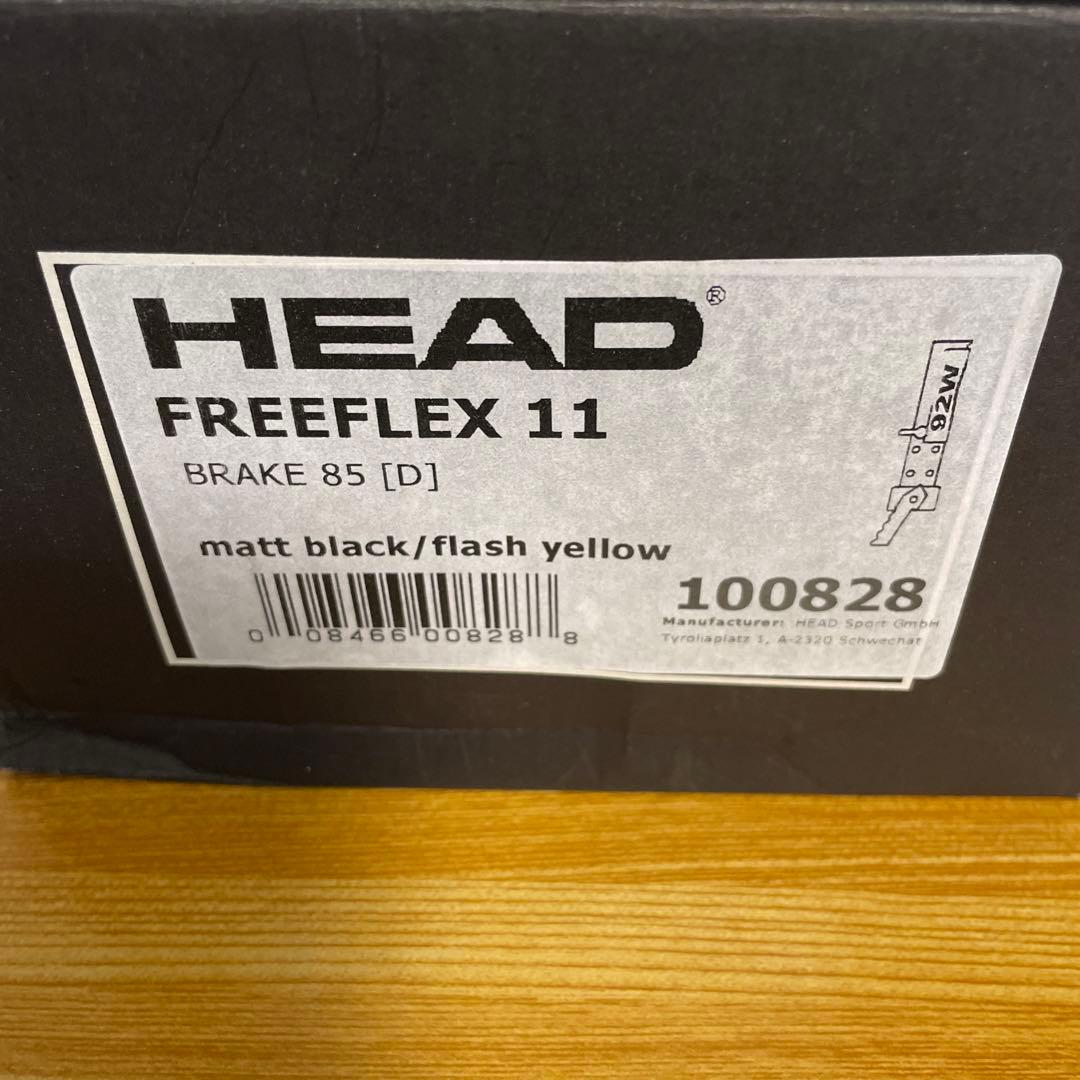 HEAD®
FREEFLEX 11
BRAKE 85 [D]
matt black/flash yellow
0 08466 00828 8
92W
100828
Manufacturer: HEAD Sport GmbH
Tyroliaplatz 1, A-2320 Schwechat